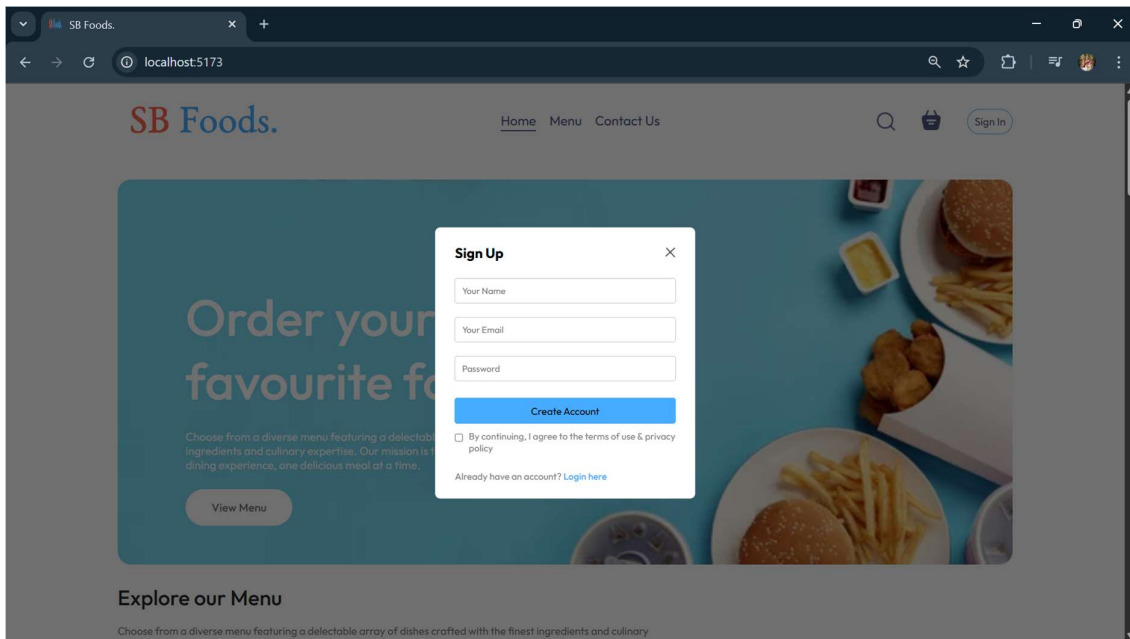 SB Foods.
localhost:5173
SB Foods.
Home Menu Contact Us
Sign In
Order your
favourite fo
Choose from a diverse menu featuring a delectabl
ingredients and culinary expertise. Our mission is t
dining experience, one delicious meal at a time.
View Menu
Sign Up
Your Name
Your Email
Password
Create Account
By continuing, I agree to the terms of use & privacy
policy
Already have an account? Login here
Explore our Menu
Choose from a diverse menu featuring a delectable array of dishes crafted with the finest ingredients and culinary